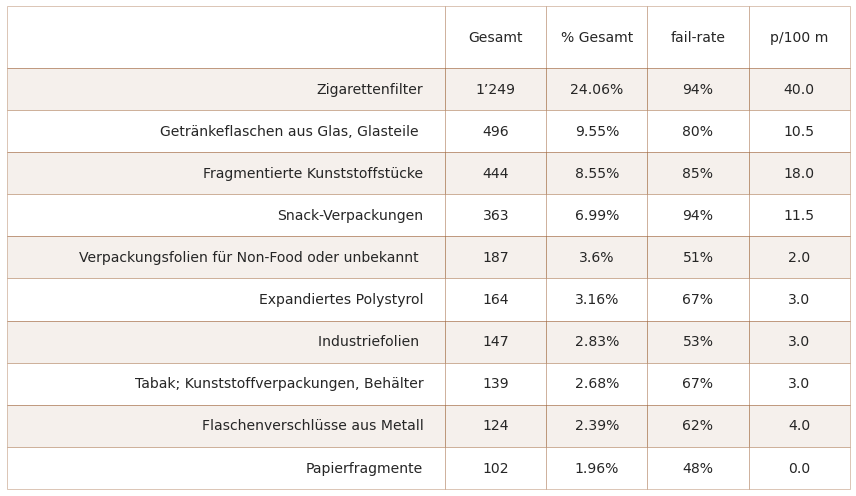 Gesamt % Gesamt fail-rate p/100 m
Zigarettenfilter 1’249 24.06% 94% 40.0
Getränkeflaschen aus Glas, Glasteile 496 9.55% 80% 10.5
Fragmentierte Kunststoffstücke 444 8.55% 85% 18.0
Snack-Verpackungen 363 6.99% 94% 11.5
Verpackungsfolien für Non-Food oder unbekannt 187 3.6% 51% 2.0
Expandiertes Polystyrol 164 3.16% 67% 3.0
Industriefolien 147 2.83% 53% 3.0
Tabak; Kunststoffverpackungen, Behälter 139 2.68% 67% 3.0
Flaschenverschlüsse aus Metall 124 2.39% 62% 4.0
Papierfragmente 102 1.96% 48% 0.0